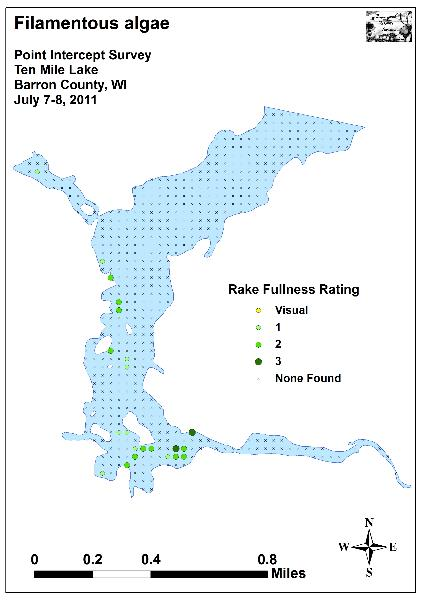 Filamentous algae
Point Intercept Survey
Ten Mile Lake
Barron County, WI
July 7-8, 2011
Rake Fullness Rating
Visual
1
2
3
None Found
N
W E
S
0 0.2 0.4 0.8
Miles